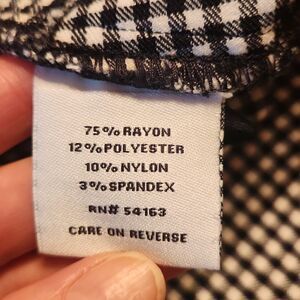 75% RAYON
12% POLYESTER
10% NYLON
3% SPANDEX
RN# 54163
CARE ON REVERSE